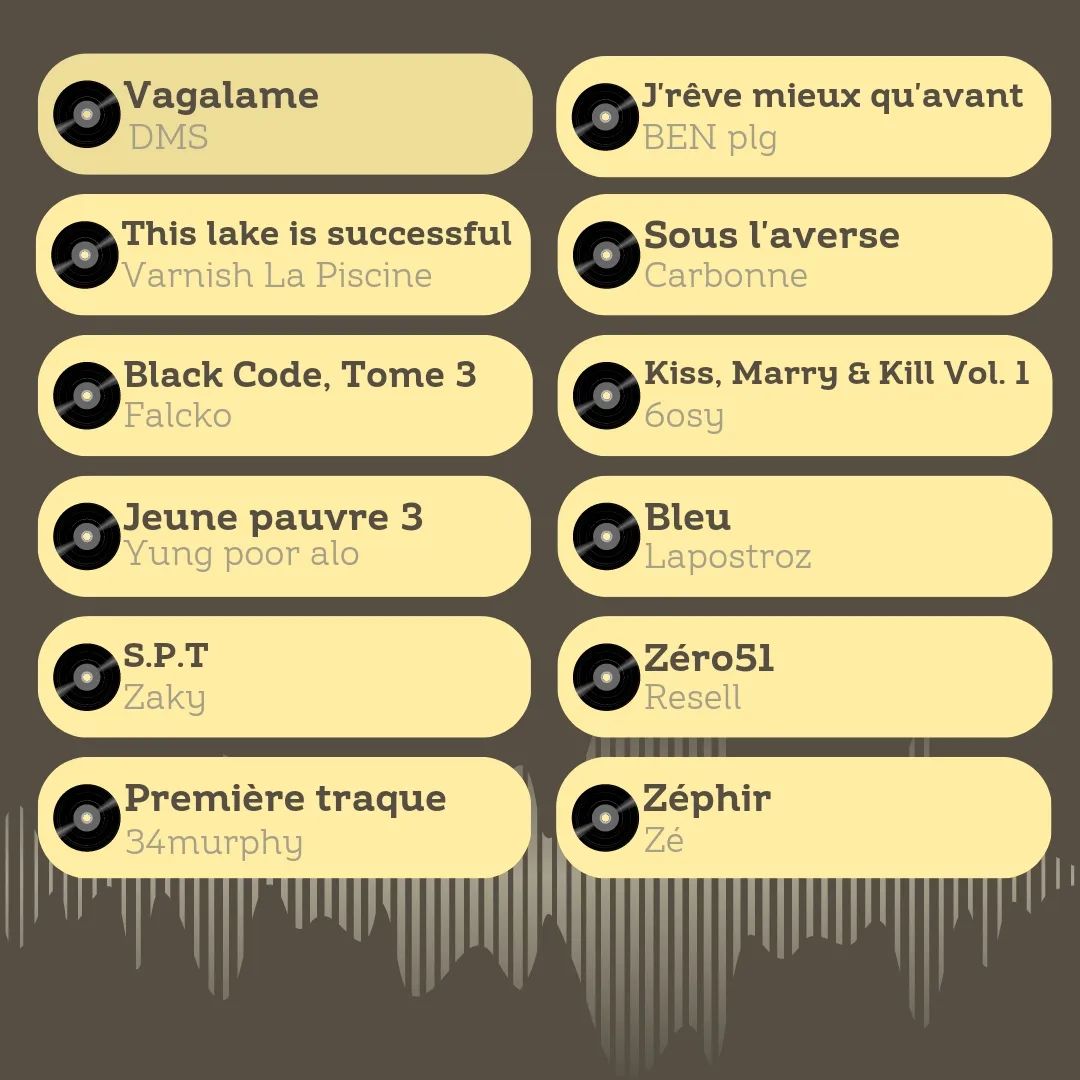 Vagalame
DMS
J'rêve mieux qu'avant
BEN plg
This lake is successful
Varnish La Piscine
Sous l'averse
Carbonne
Black Code, Tome 3
Falcko
Kiss, Marry & Kill Vol. 1
6osy
Jeune pauvre 3
Yung poor alo
Bleu
Lapostroz
S.P.T
Zaky
Zéro51
Resell
Première traque
34murphy
Zéphir
Zé